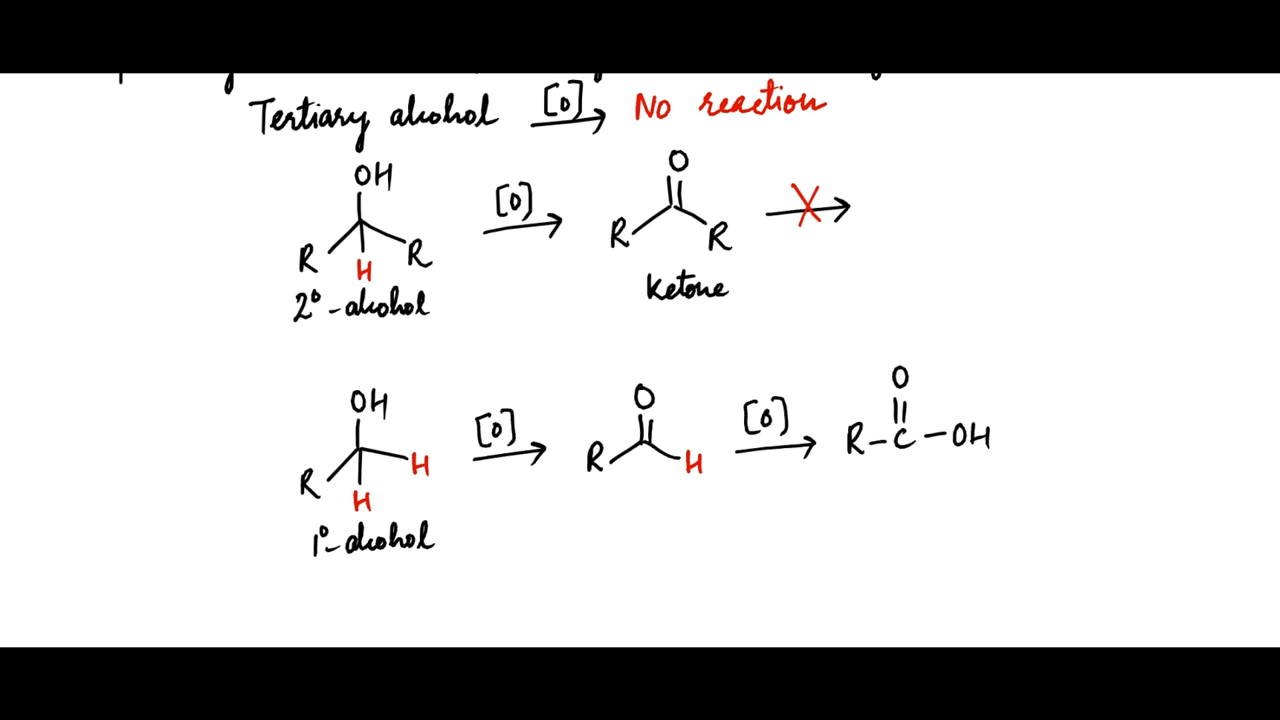 Tertiary alcohol [O] No reaction
OH
O
[O]
R H R
R R
2° - alcohol
Ketone
O
OH
O
[O]
[O]
R H H
R H
R-C-OH
1° - alcohol